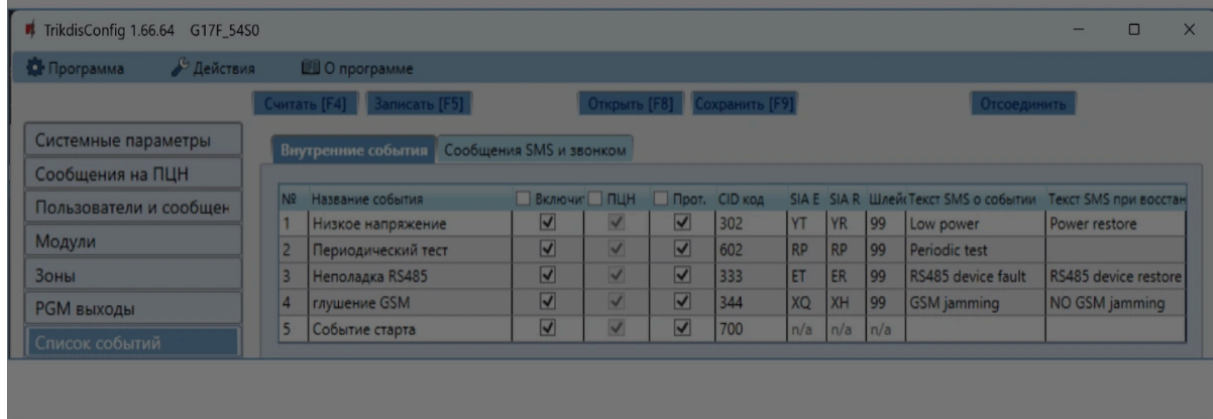 TrikdisConfig 1.66.64 G17F_54S0
Программа Действия О программе
Считать [F4] Записать [F5] Открыть [F8] Сохранить [F9] Отсоединить
Системные параметры
Сообщения на ПЦН
Пользователи и сообщен
Модули
Зоны
PGM выходы
Список событий
Внутренние события Сообщения SMS и звонком
№ Название события Включи ПЦН Прот. CID код SIA E SIA R Шлей Текст SMS о событии Текст SMS при восстан
1 Низкое напряжение 302 YT YR 99 Low power Power restore
2 Периодический тест 602 RP RP 99 Periodic test
3 Неполадка RS485 333 ET ER 99 RS485 device fault RS485 device restore
4 глушение GSM 344 XQ XH 99 GSM jamming NO GSM jamming
5 Событие старта 700 n/a n/a n/a